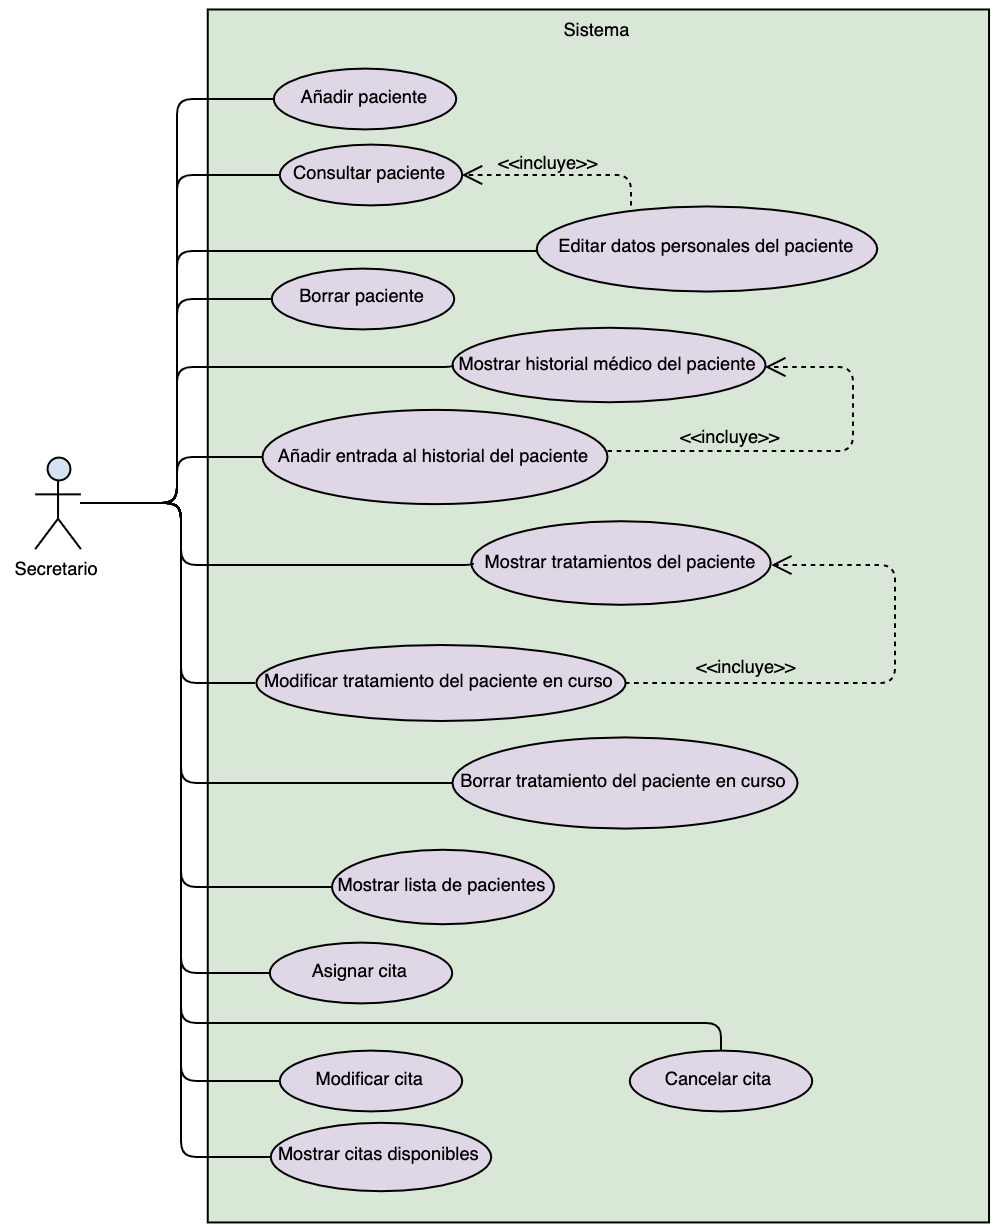 Sistema
Añadir paciente
<<incluye>>
Consultar paciente
Editar datos personales del paciente
Borrar paciente
Mostrar historial médico del paciente
<<incluye>>
Añadir entrada al historial del paciente
Secretario
Mostrar tratamientos del paciente
<<incluye>>
Modificar tratamiento del paciente en curso
Borrar tratamiento del paciente en curso
Mostrar lista de pacientes
Asignar cita
Modificar cita
Cancelar cita
Mostrar citas disponibles